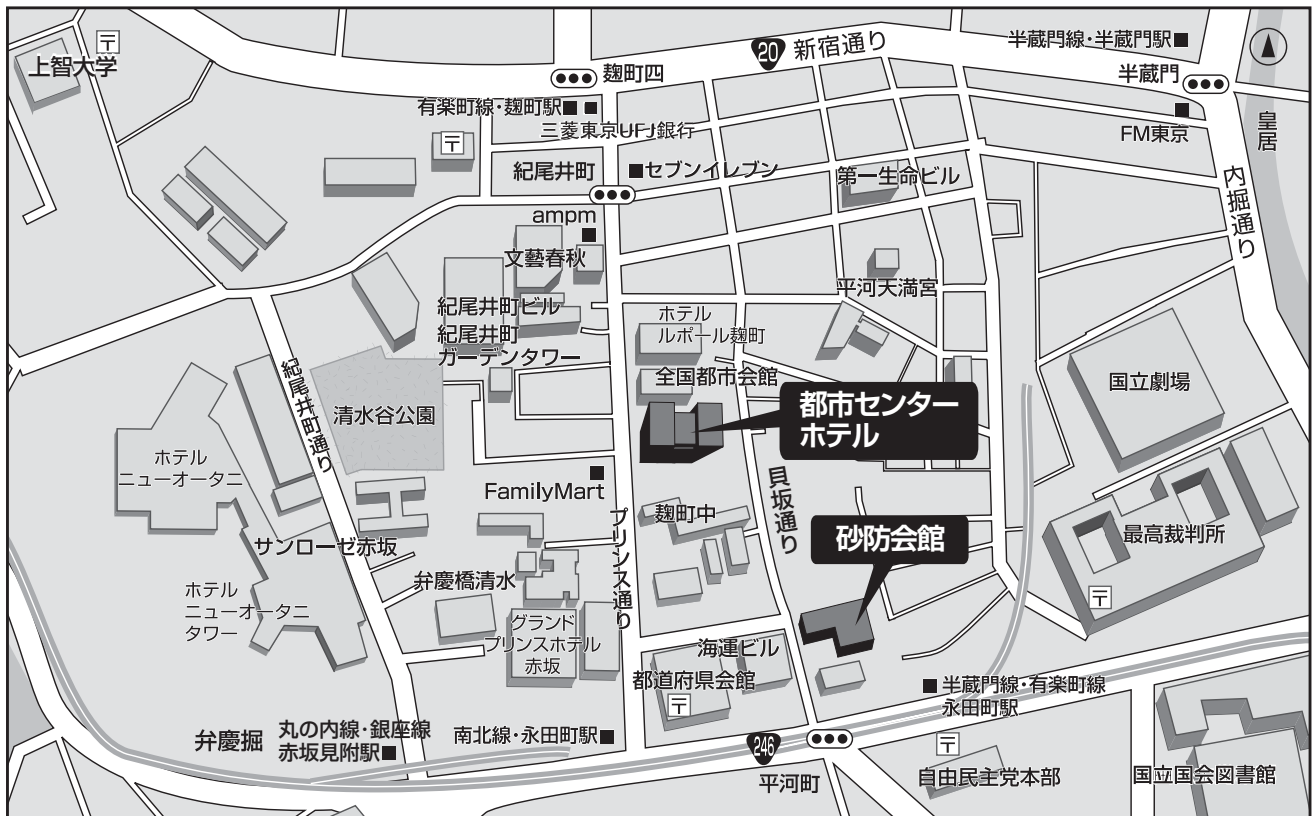 上智大学
〒
20
新宿通り
半蔵門線・半蔵門駅
麹町四
半蔵門
有楽町線・麹町駅
三菱東京UFJ銀行
FM東京
皇居
〒
紀尾井町
セブンイレブン
第一生命ビル
内堀通り
ampm
文藝春秋
平河天満宮
紀尾井町ビル
紀尾井町
ガーデンタワー
ホテル
ルポール麹町
全国都市会館
都市センター
ホテル
国立劇場
紀尾井町通り
清水谷公園
ホテル
ニューオータニ
FamilyMart
プリンス通り
麹町中
貝坂通り
砂防会館
最高裁判所
サンローゼ赤坂
弁慶橋清水
ホテル
ニューオータニ
タワー
グランド
プリンスホテル
赤坂
〒
海運ビル
都道府県会館
〒
半蔵門線・有楽町線
永田町駅
弁慶掘
丸の内線・銀座線
赤坂見附駅
南北線・永田町駅
246
平河町
〒
自由民主党本部
国立国会図書館